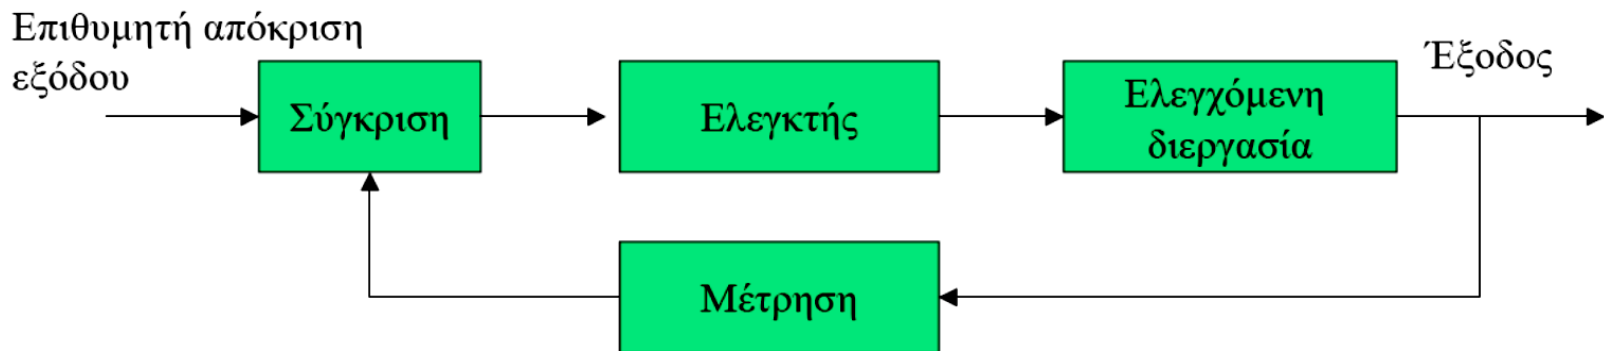 Επιθυμητή απόκριση
εξόδου
Σύγκριση
Ελεγκτής
Ελεγχόμενη
διεργασία
Έξοδος
Μέτρηση